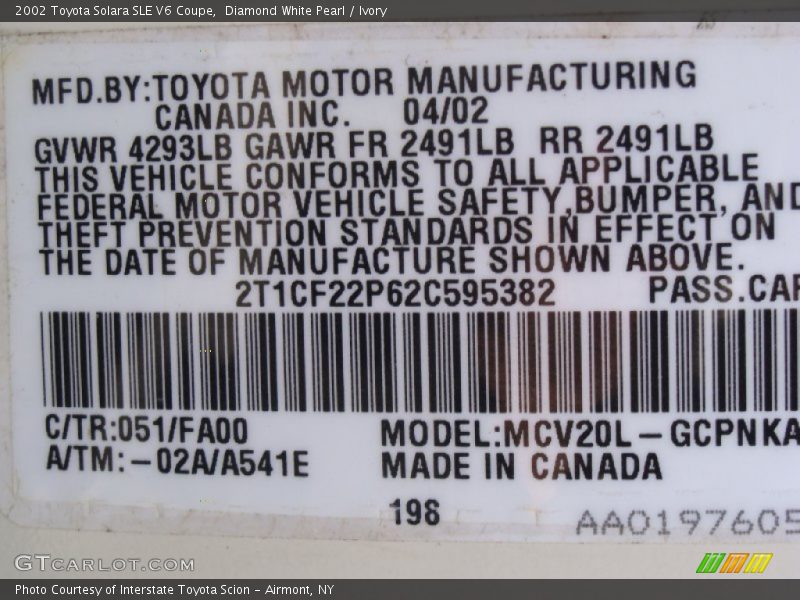 2002 Toyota Solara SLE V6 Coupe, Diamond White Pearl / Ivory
MFD.BY:TOYOTA MOTOR MANUFACTURING
CANADA INC. 04/02
GVWR 4293LB GAWR FR 2491LB RR 2491LB
THIS VEHICLE CONFORMS TO ALL APPLICABLE
FEDERAL MOTOR VEHICLE SAFETY,BUMPER, AND
THEFT PREVENTION STANDARDS IN EFFECT ON
THE DATE OF MANUFACTURE SHOWN ABOVE.
2T1CF22P62C595382 PASS.CAR
C/TR:051/FA00 MODEL:MCV20L-GCPNKA
A/TM:-02A/A541E MADE IN CANADA
198 AA0197605
GTCARLOT.COM
Photo Courtesy of Interstate Toyota Scion - Airmont, NY